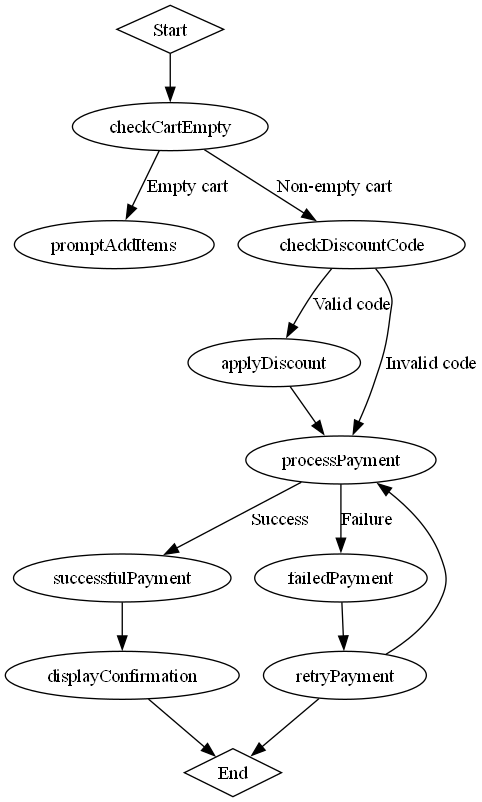 Start
checkCartEmpty
Empty cart
Non-empty cart
promptAddItems
checkDiscountCode
Valid code
applyDiscount
Invalid code
processPayment
Success
Failure
successfulPayment
failedPayment
displayConfirmation
retryPayment
End